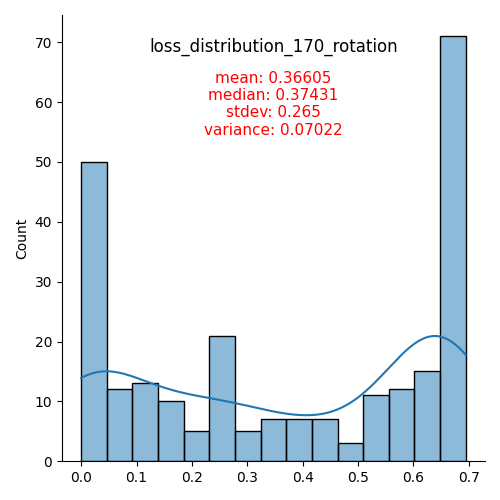 loss_distribution_170_rotation
mean: 0.36605
median: 0.37431
stdev: 0.265
variance: 0.07022
Count
70
60
50
40
30
20
10
0
0.0 0.1 0.2 0.3 0.4 0.5 0.6 0.7